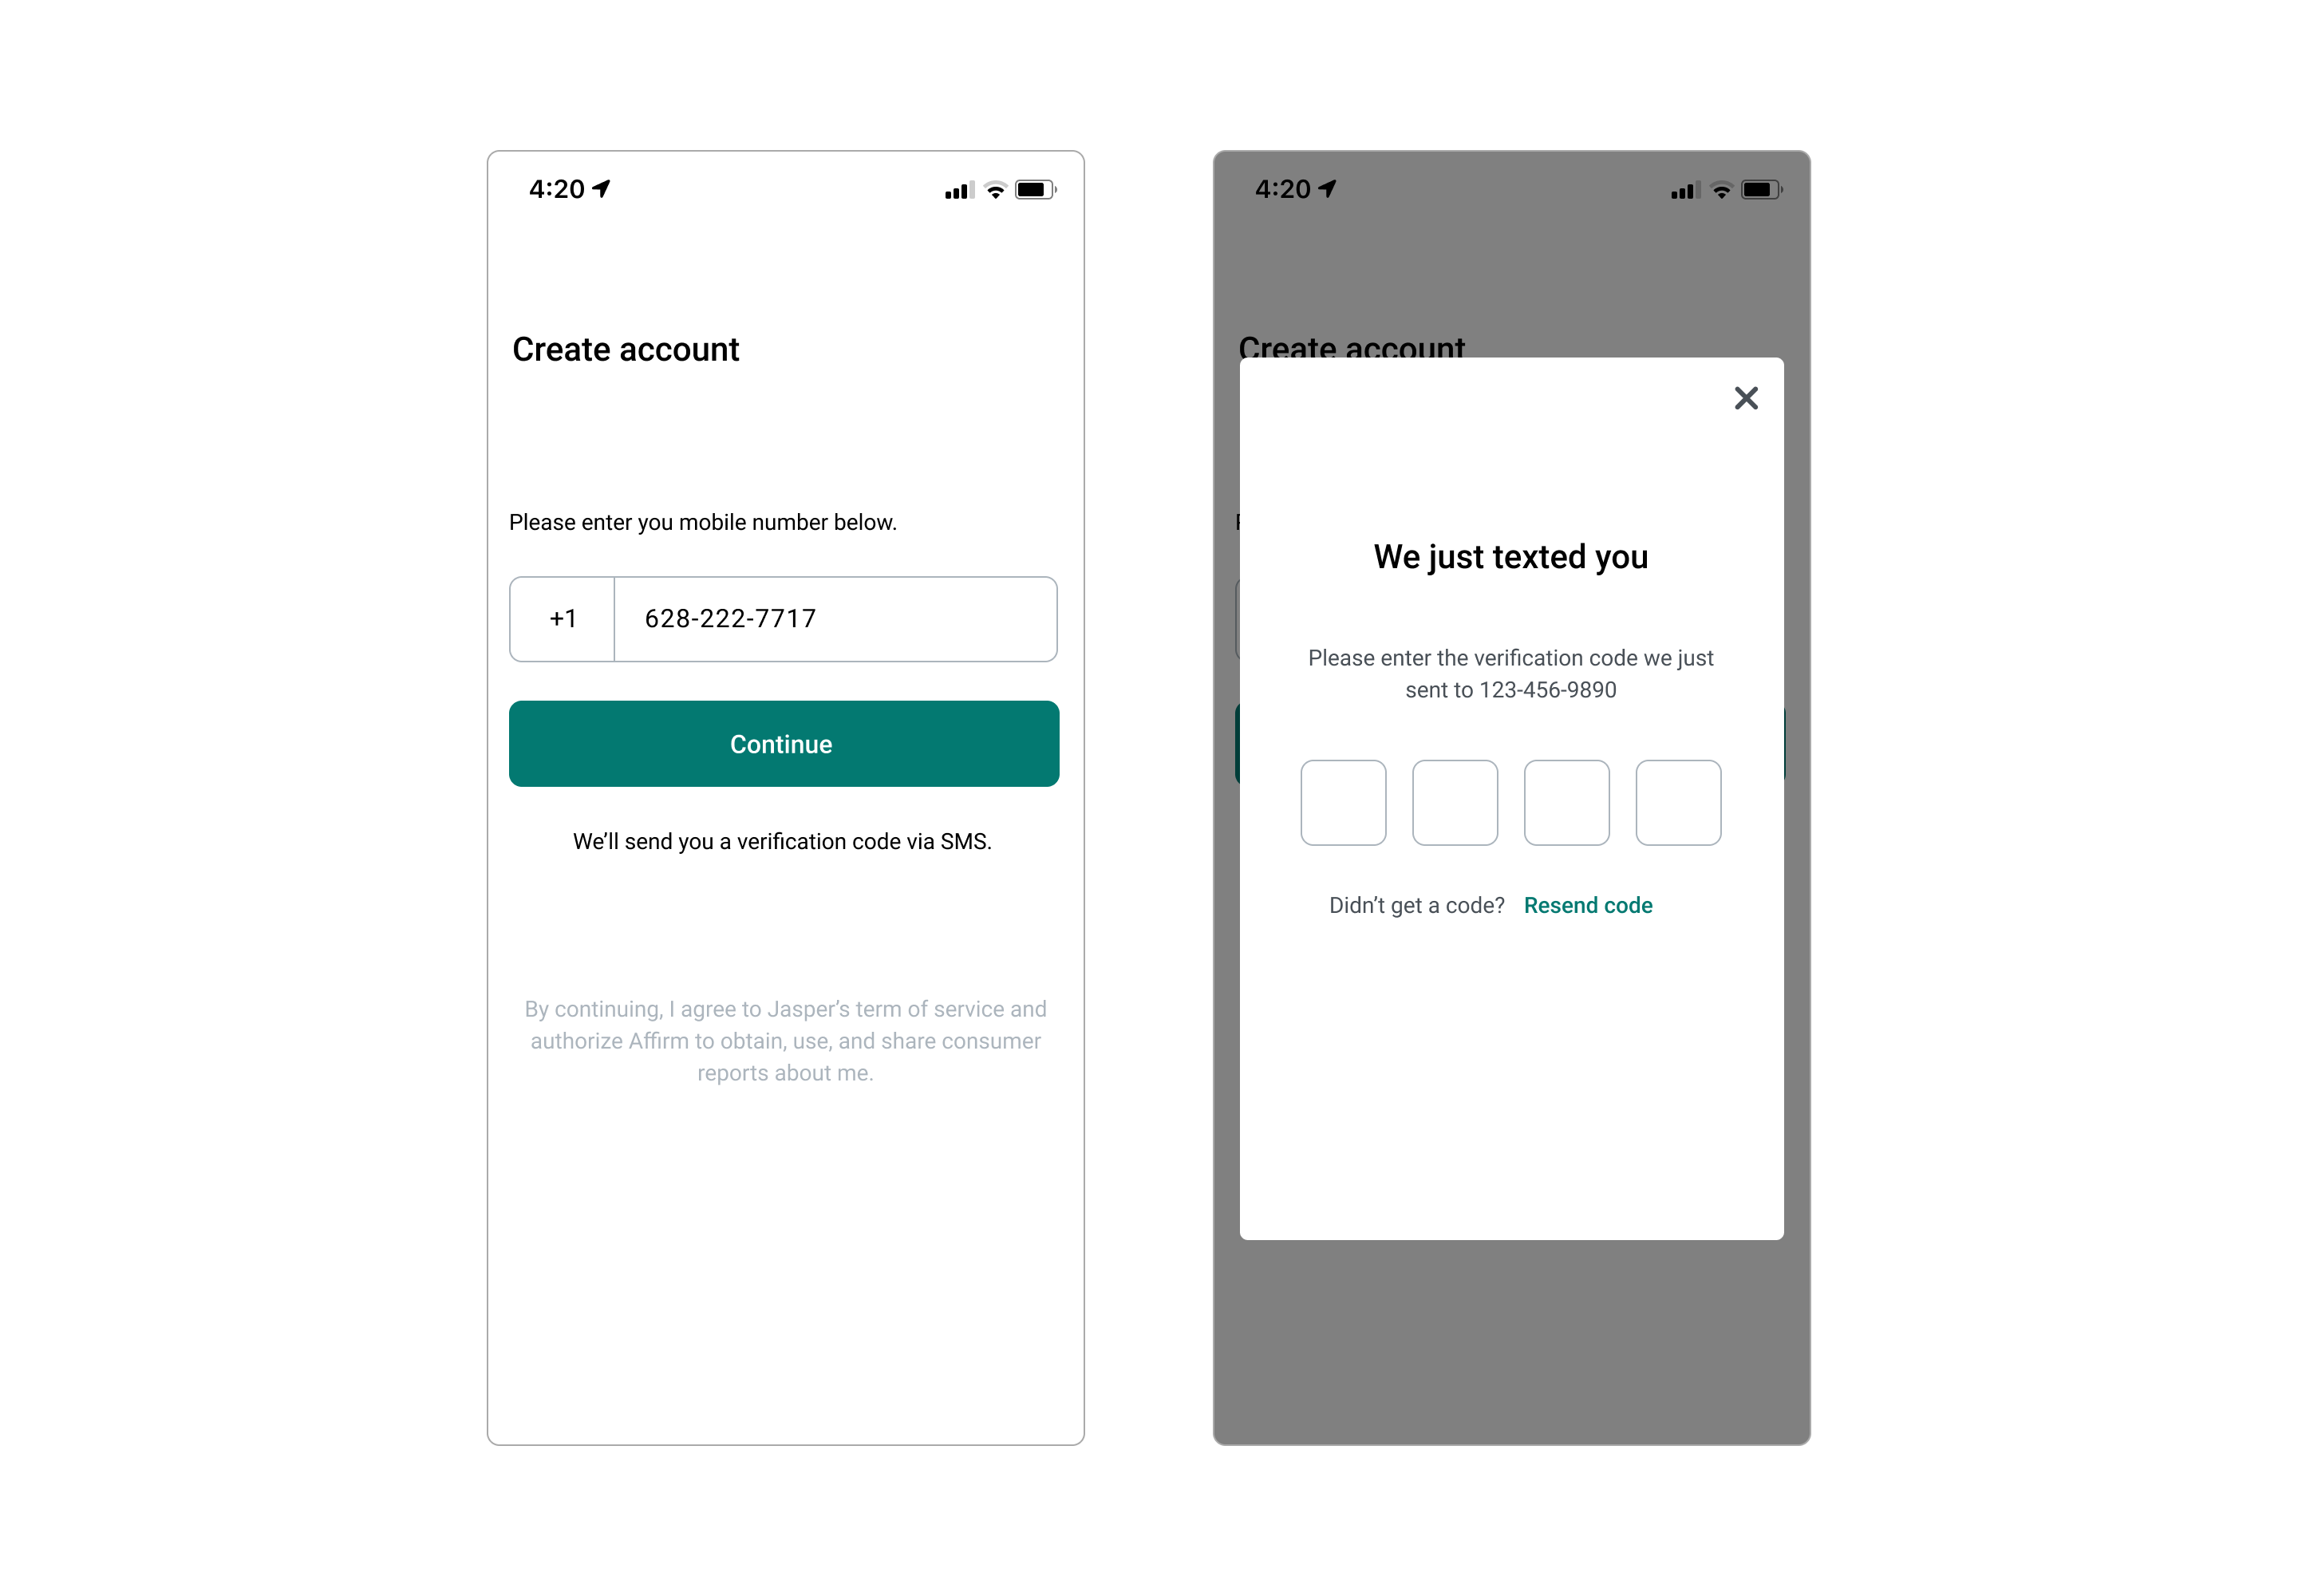 4:20
Create account
Please enter you mobile number below.
+1 628-222-7717
Continue
We’ll send you a verification code via SMS.
By continuing, I agree to Jasper’s term of service and
authorize Affirm to obtain, use, and share consumer
reports about me.
4:20
Create account
We just texted you
Please enter the verification code we just
sent to 123-456-9890
Didn’t get a code? Resend code